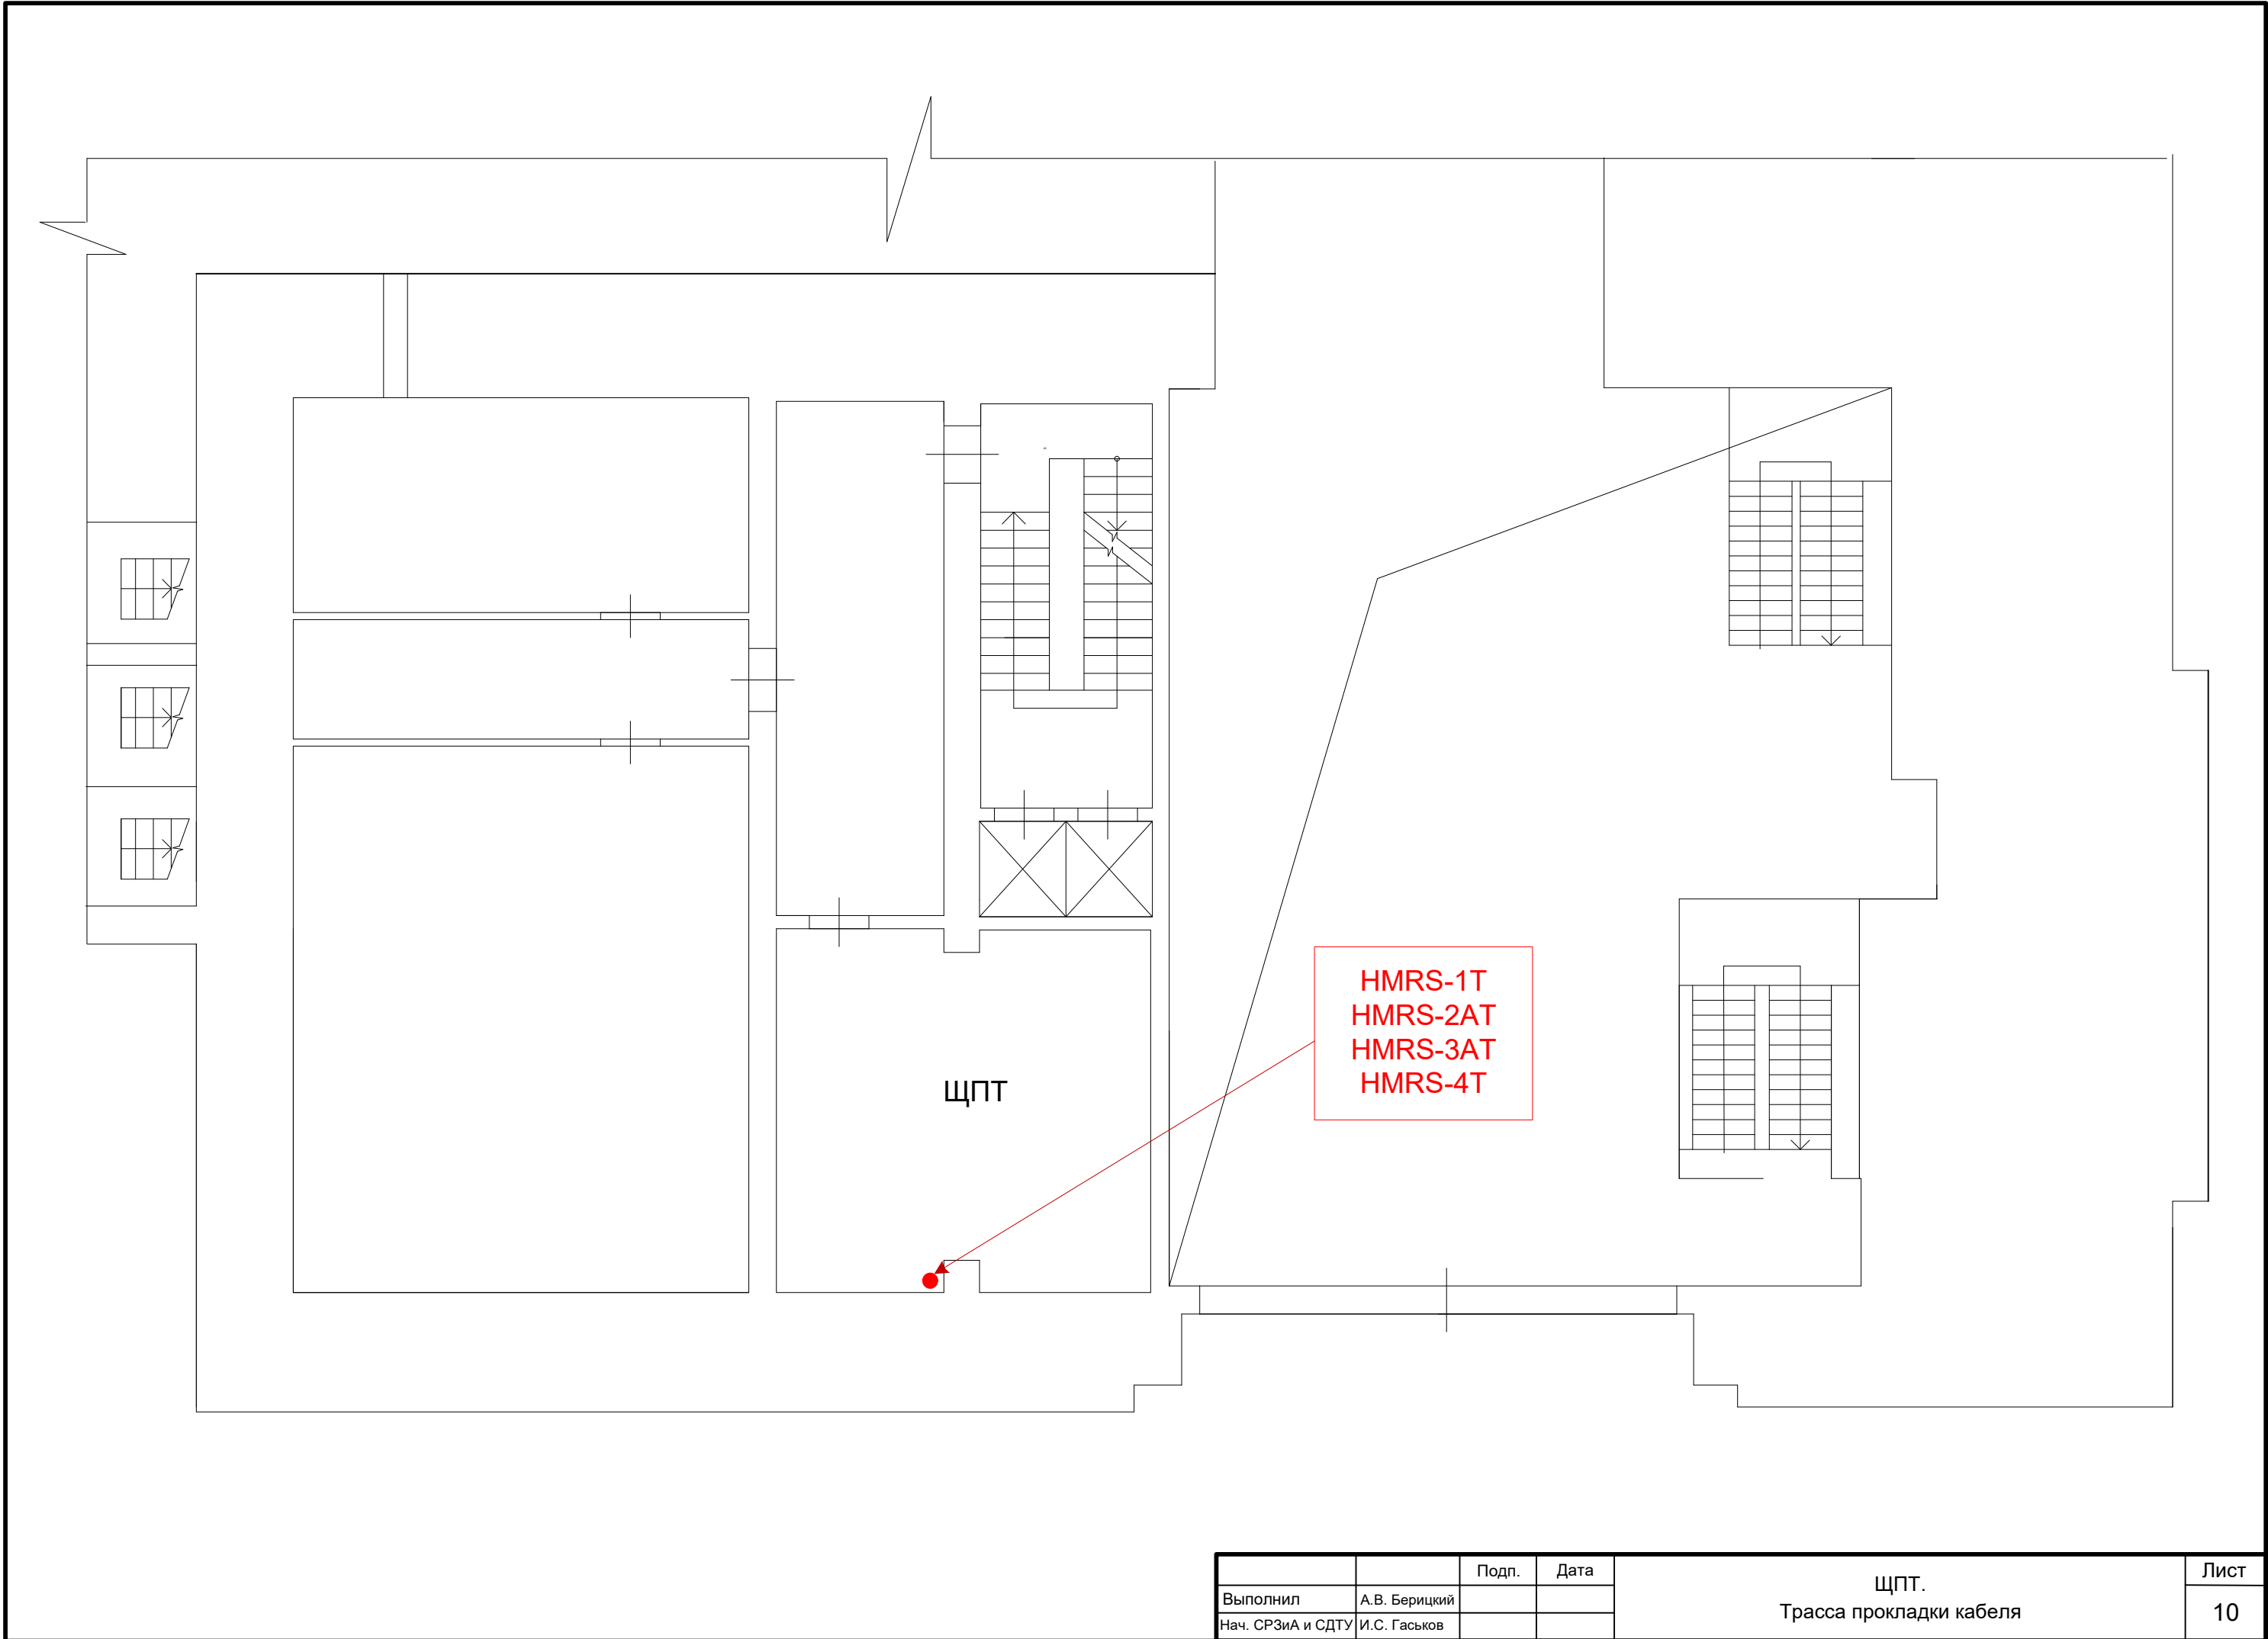 HMRS-1T
HMRS-2AT
HMRS-3AT
HMRS-4T
ЩПТ
Подп. Дата
ЩПТ.
Трасса прокладки кабеля
Лист
10
Выполнил А.В. Берицкий
Нач. СРЗиА и СДТУ И.С. Гаськов